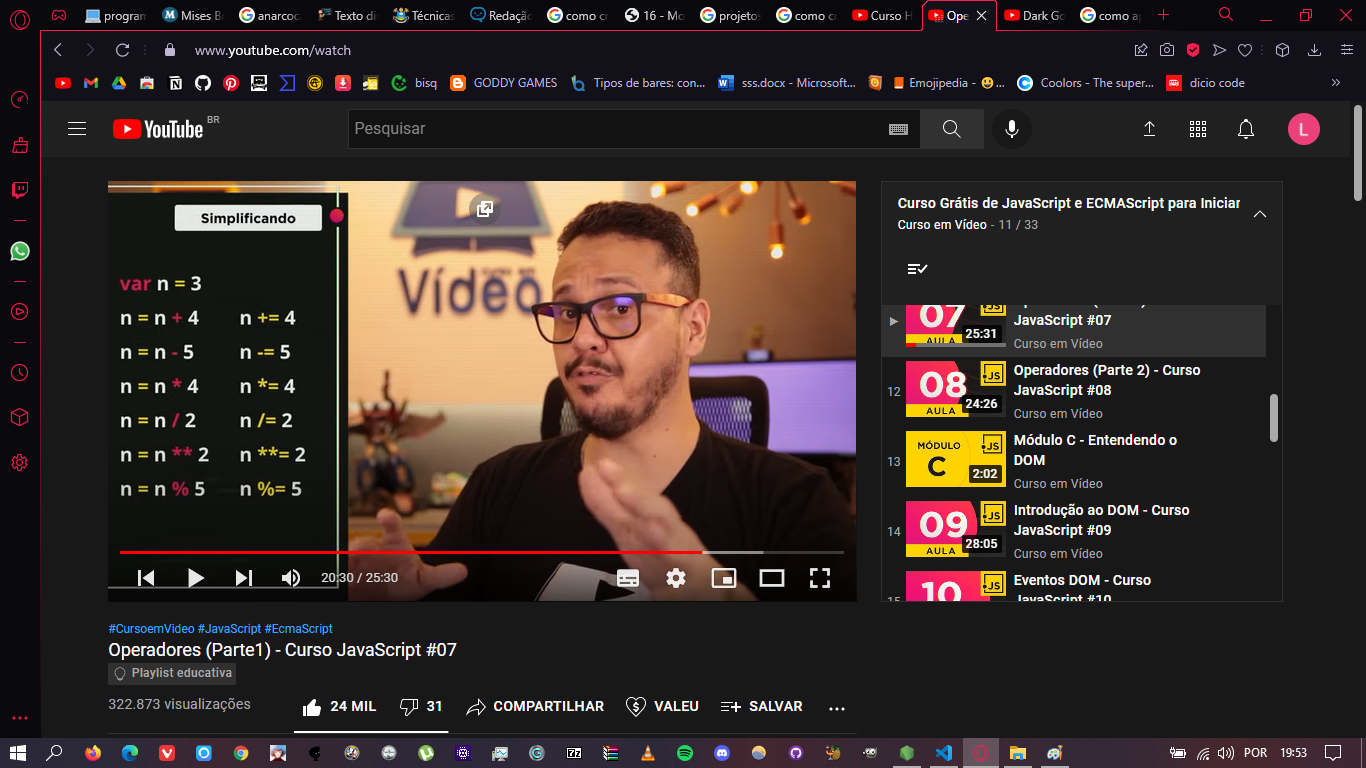 program
Mises B
anarcoc
Texto di
Técnicas
Redação
como cr
16 - Mo
projetos
como cr
Curso H
Ope
Dark Go
como ap
www.youtube.com/watch
bisq
GODDY GAMES
Tipos de bares: con...
sss.docx - Microsoft...
Emojipedia - 😃 ...
Coolors - The super...
dicio code
»
YouTube BR
Pesquisar
L
Simplificando
var n = 3
n = n + 4 n += 4
n = n - 5 n -= 5
n = n * 4 n *= 4
n = n / 2 n /= 2
n = n ** 2 n **= 2
n = n % 5 n %= 5
Vídeo
20:30 / 25:30
Curso Grátis de JavaScript e ECMAScript para Iniciar
Curso em Vídeo - 11 / 33
07
JS
AULA
25:31
JavaScript #07
Curso em Vídeo
12
08
JS
AULA
24:26
Operadores (Parte 2) - Curso
JavaScript #08
Curso em Vídeo
13
MÓDULO
C
JS
2:02
Módulo C - Entendendo o
DOM
Curso em Vídeo
14
09
JS
AULA
28:05
Introdução ao DOM - Curso
JavaScript #09
Curso em Vídeo
15
10
JS
Eventos DOM - Curso
JavaScript #10
#CursoemVideo #JavaScript #EcmaScript
Operadores (Parte1) - Curso JavaScript #07
Playlist educativa
322.873 visualizações
24 MIL
31
COMPARTILHAR
VALEU
SALVAR
...
POR
19:53